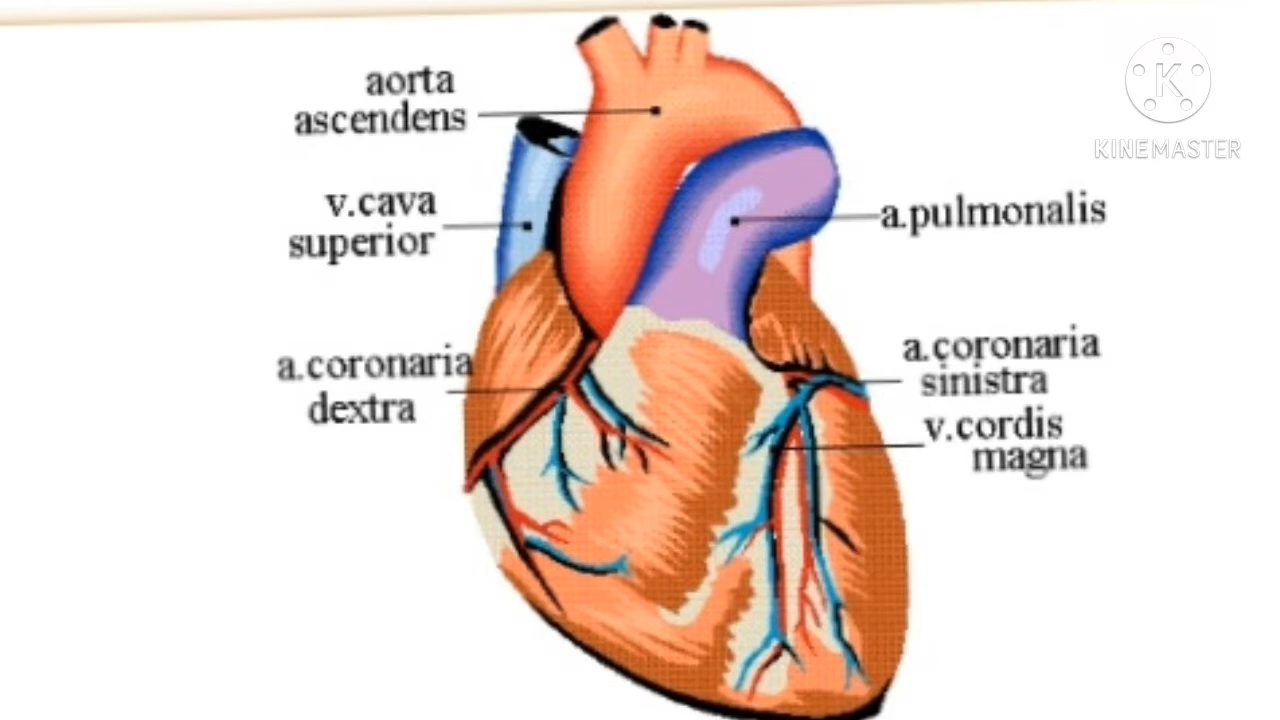 aorta
ascendens
v.cava
superior
a.pulmonalis
a.coronaria
dextra
a.coronaria
sinistra
v.cordis
magna
K
KINEMASTER